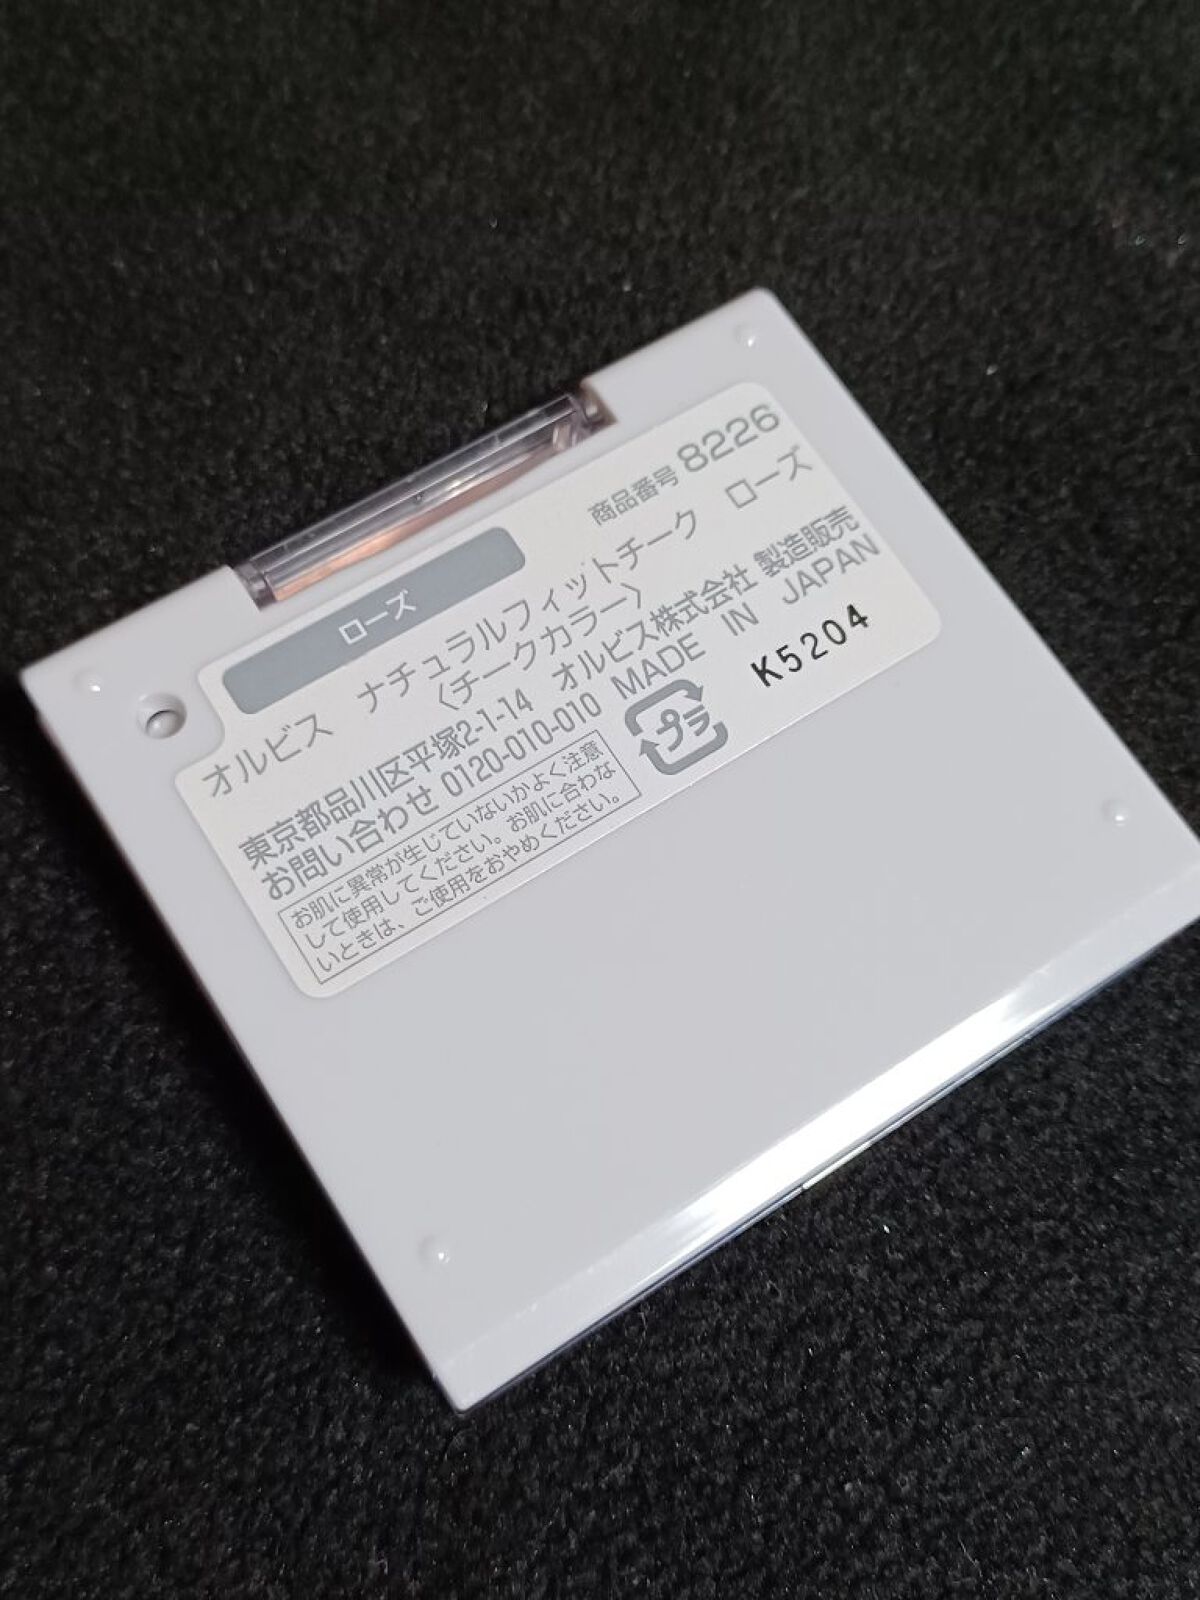 商品番号 8226
ローズ
オルビス ナチュラルフィットチーク ローズ
〈チークカラー〉
東京都品川区平塚2-1-14 オルビス株式会社 製造販売
お問い合わせ 0120-010-010 MADE IN JAPAN
お肌に異常が生じていないかよく注意
して使用してください。お肌に合わな
いときは、ご使用をおやめください。
プラ
K5204